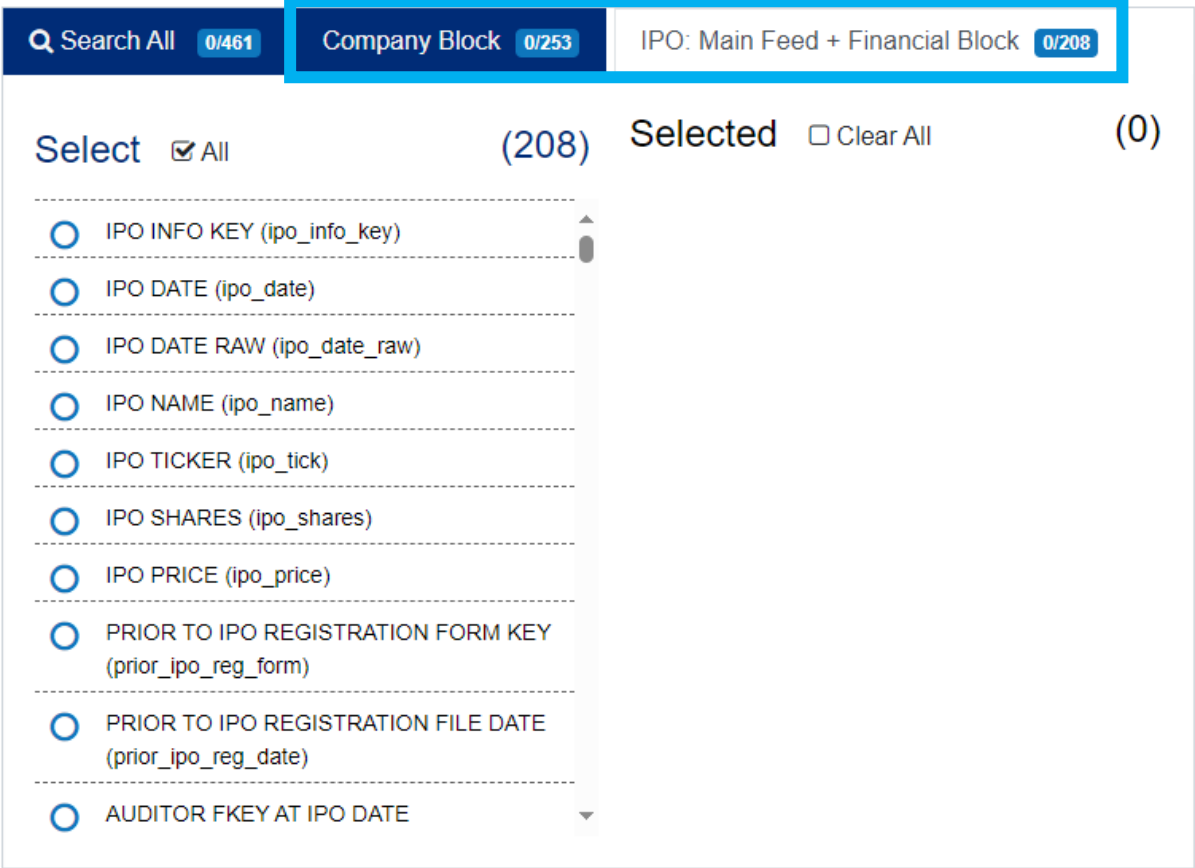 Search All 0/461 Company Block 0/253 IPO: Main Feed + Financial Block 0/208
Select All (208) Selected Clear All (0)
IPO INFO KEY (ipo_info_key)
IPO DATE (ipo_date)
IPO DATE RAW (ipo_date_raw)
IPO NAME (ipo_name)
IPO TICKER (ipo_tick)
IPO SHARES (ipo_shares)
IPO PRICE (ipo_price)
PRIOR TO IPO REGISTRATION FORM KEY
(prior_ipo_reg_form)
PRIOR TO IPO REGISTRATION FILE DATE
(prior_ipo_reg_date)
AUDITOR FKEY AT IPO DATE